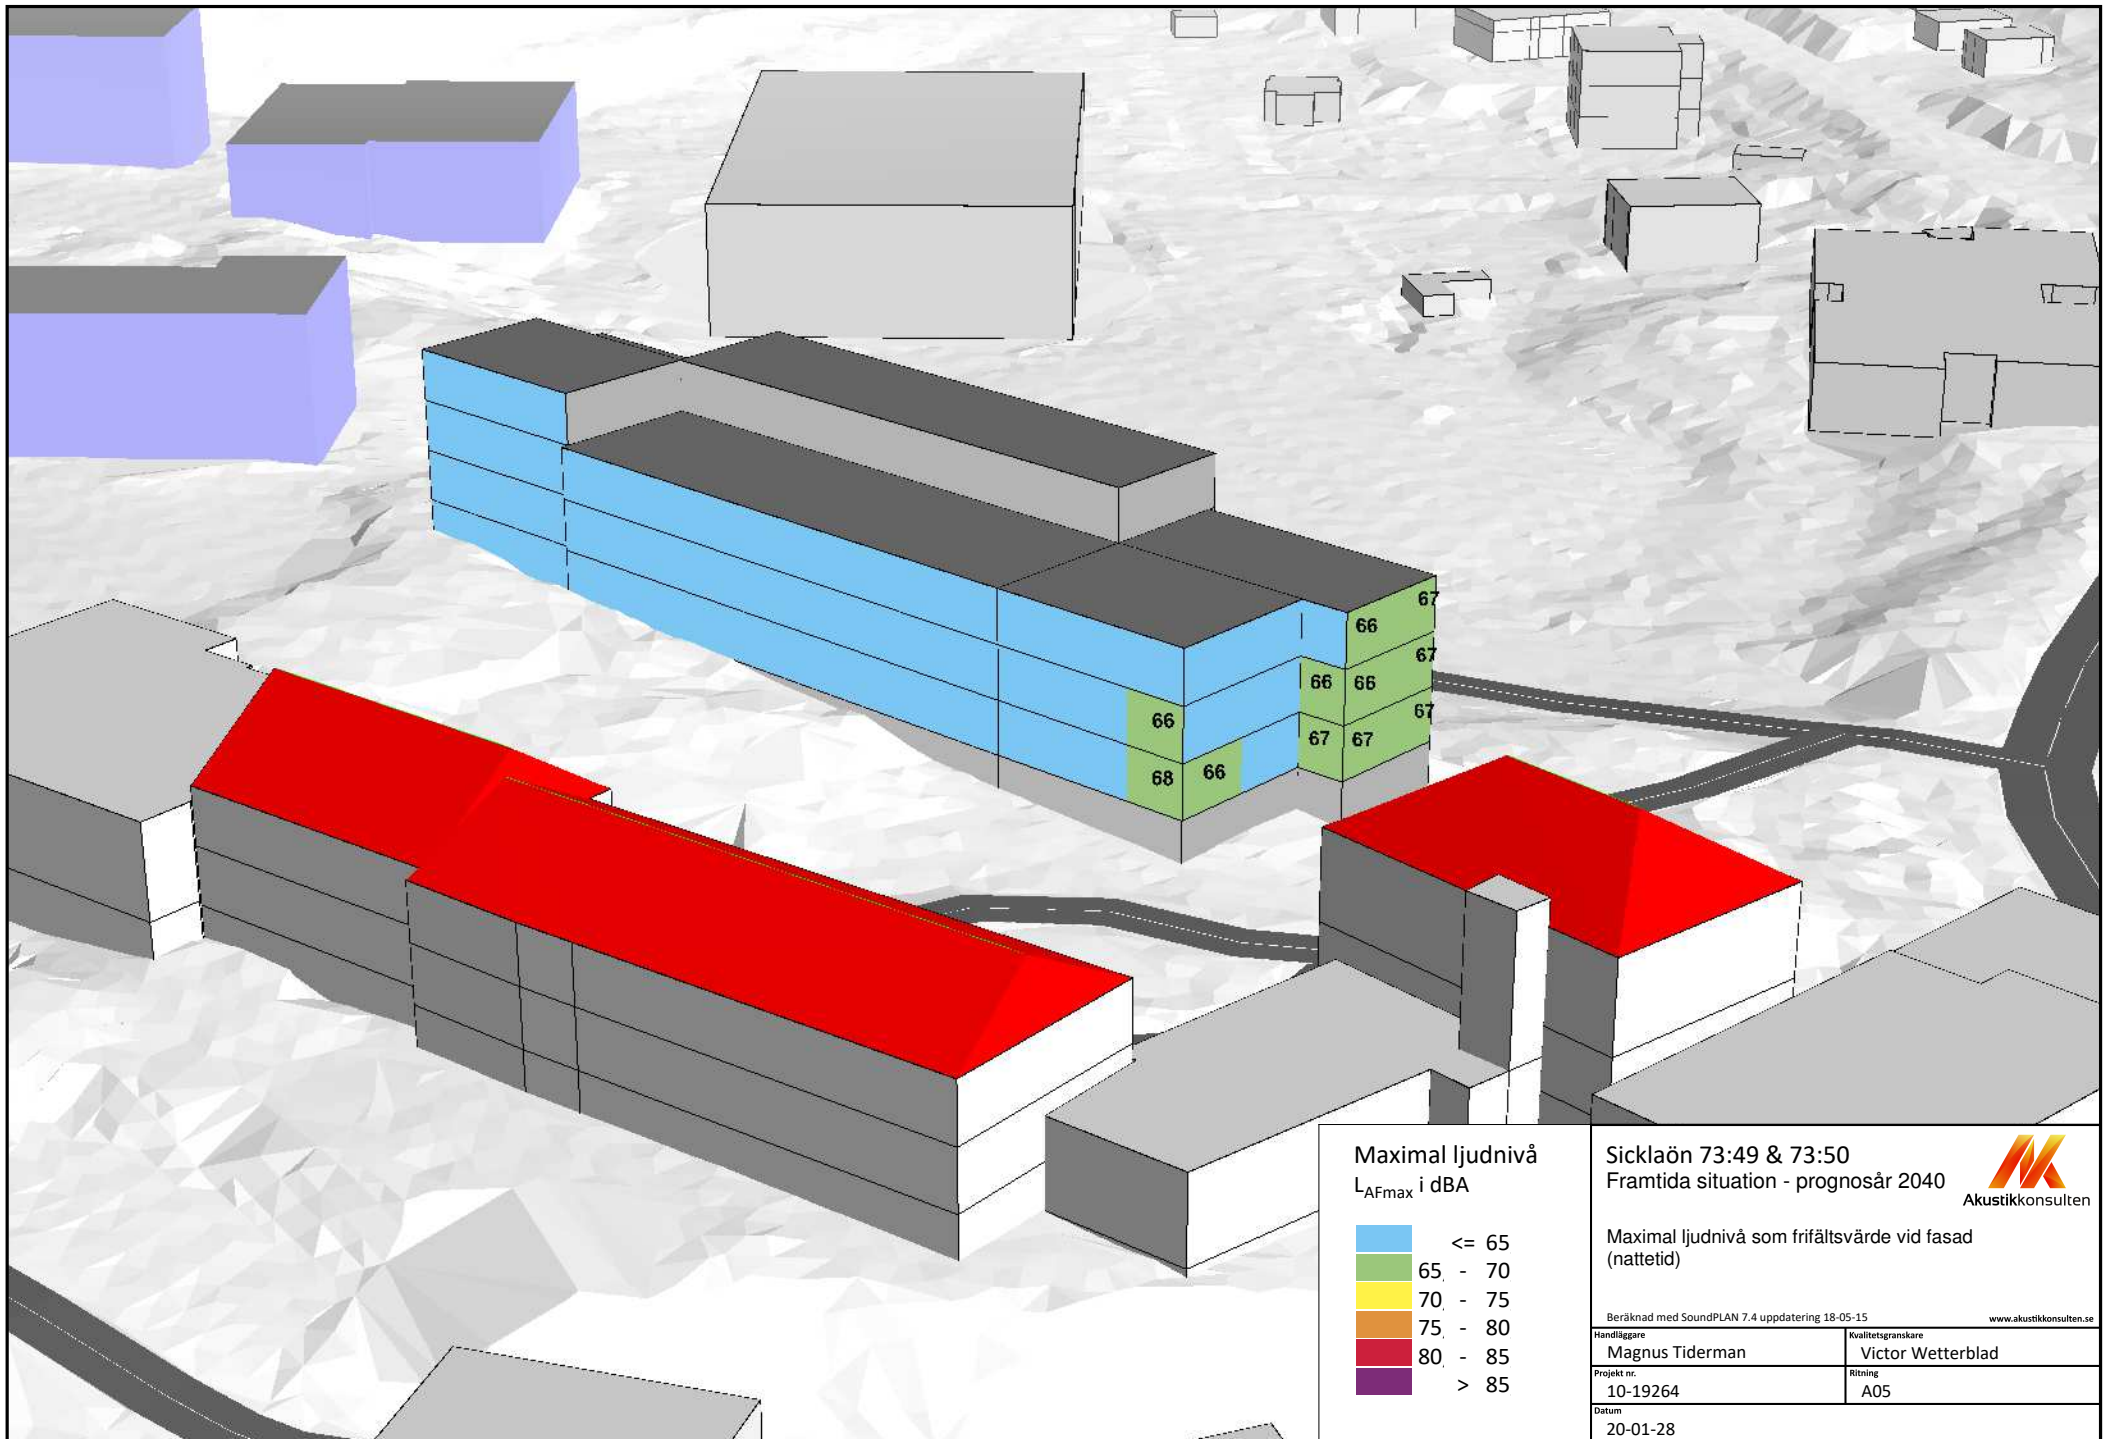 67
66
67
66 66
67
66
67 67
68 66
Maximal ljudnivå
LAFmax i dBA
<= 65
65 - 70
70 - 75
75 - 80
80 - 85
> 85
Sicklaön 73:49 & 73:50
Framtida situation - prognosår 2040
Akustikkonsulten
Maximal ljudnivå som frifältsvärde vid fasad
(nattetid)
Beräknad med SoundPLAN 7.4 uppdatering 18-05-15
www.akustikkonsulten.se
Handläggare
Magnus Tiderman
Kvalitetsgranskare
Victor Wetterblad
Projekt nr.
10-19264
Ritning
A05
Datum
20-01-28